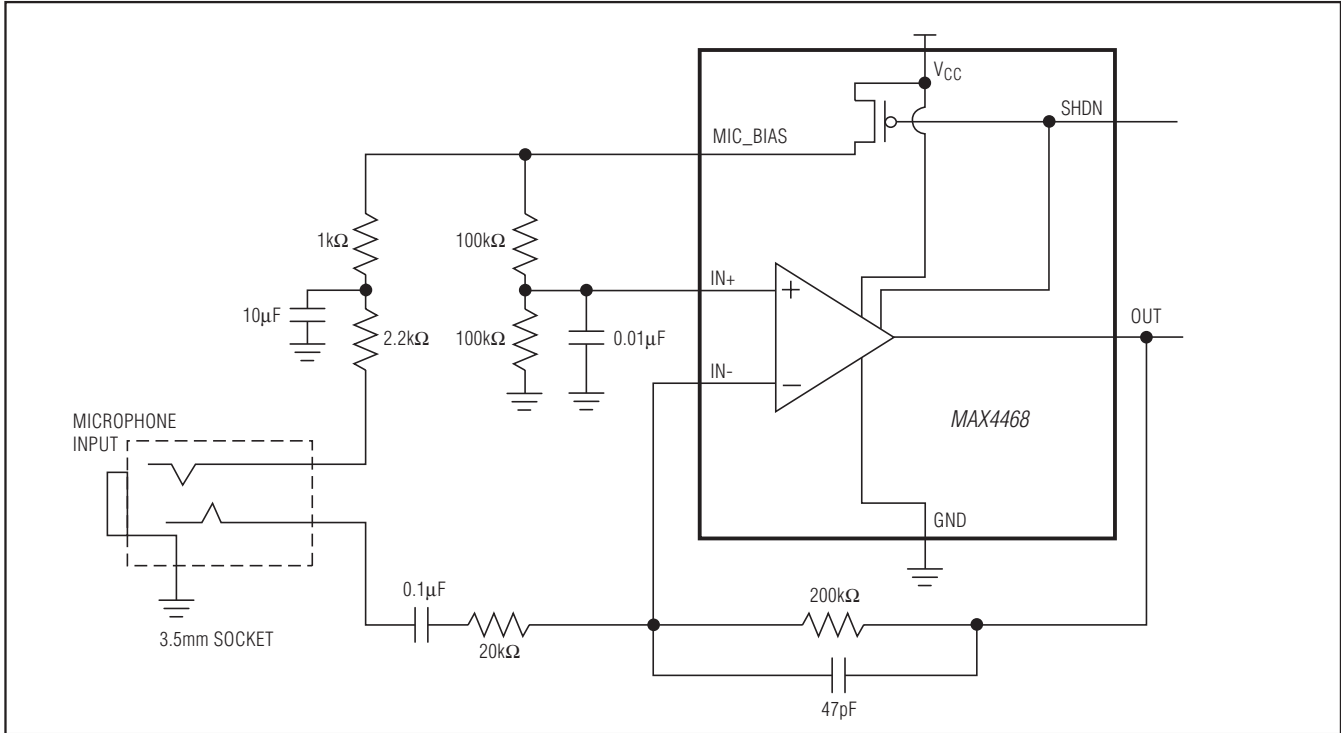 VCC
SHDN
MIC_BIAS
1kΩ
100kΩ
IN+
+
10μF
2.2kΩ
100kΩ
0.01μF
OUT
IN-
−
MAX4468
MICROPHONE
INPUT
GND
0.1μF
200kΩ
3.5mm SOCKET
20kΩ
47pF